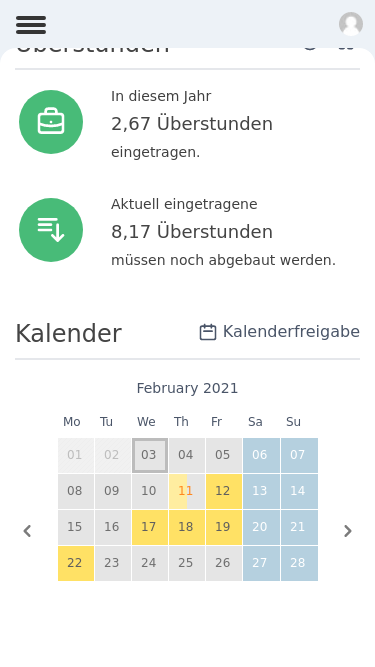 Überstunden
In diesem Jahr
2,67 Überstunden
eingetragen.
Aktuell eingetragene
8,17 Überstunden
müssen noch abgebaut werden.
Kalender
Kalenderfreigabe
February 2021
Mo Tu We Th Fr Sa Su
01 02 03 04 05 06 07
08 09 10 11 12 13 14
15 16 17 18 19 20 21
22 23 24 25 26 27 28